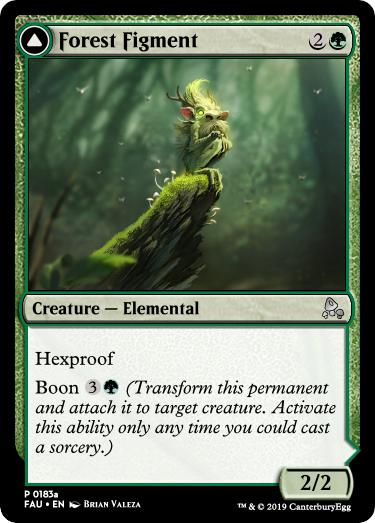 Forest Figment 2
Creature — Elemental
Hexproof
Boon 3 (Transform this permanent
and attach it to target creature. Activate
this ability only any time you could cast
a sorcery.)
2/2
P 0183a
FAU • EN Brian Valeza
™ & © 2019 CanterburyEgg